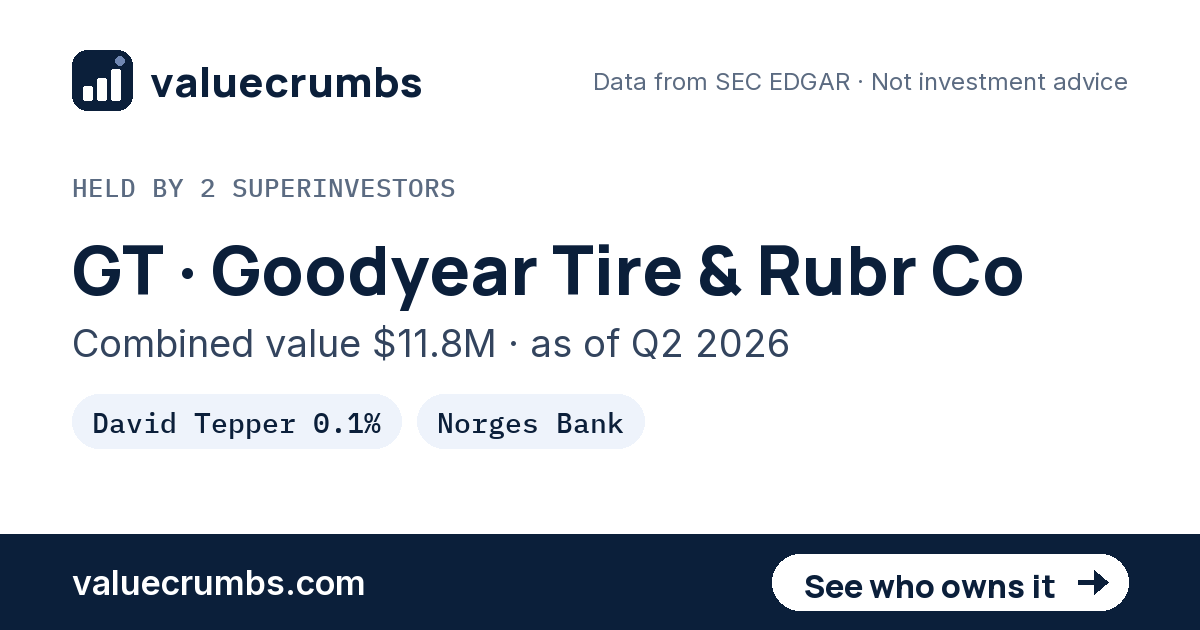 valuecrumbs
Data from SEC EDGAR · Not investment advice
HELD BY 2 SUPERINVESTORS
GT · Goodyear Tire & Rubr Co
Combined value $11.8M · as of Q2 2026
David Tepper 0.1%
Norges Bank
valuecrumbs.com
See who owns it →